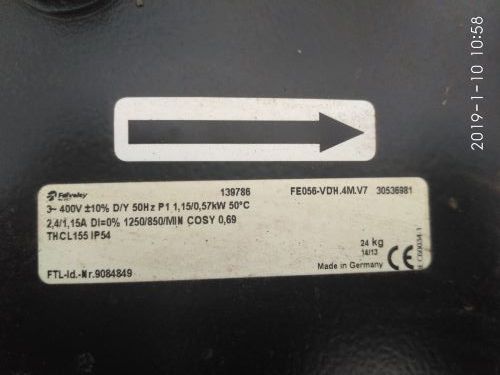 2019-1-10 10:58
139786 FE056-VDH.4M.V7 30536981
3~ 400V ±10% D/Y 50Hz P1 1,15/0,57kW 50°C
2,4/1,15A DI=0% 1250/850/MIN COSY 0,69
THCL155 IP54
24 kg
14/13
Made in Germany CE
FTL-Id.-Nr.9084849